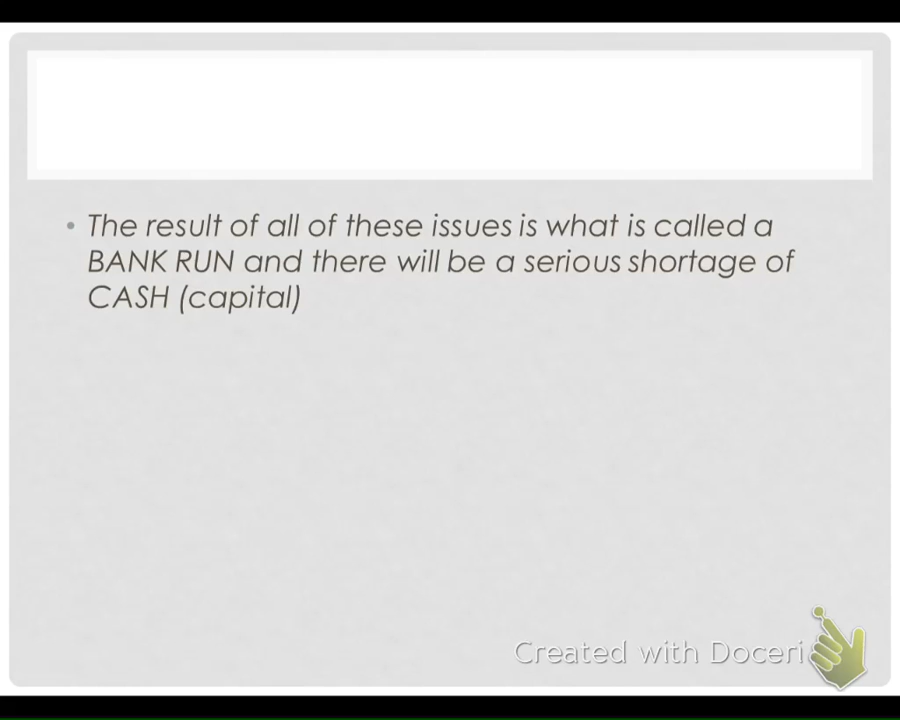 • The result of all of these issues is what is called a
BANK RUN and there will be a serious shortage of
CASH (capital)
Created with Doceri